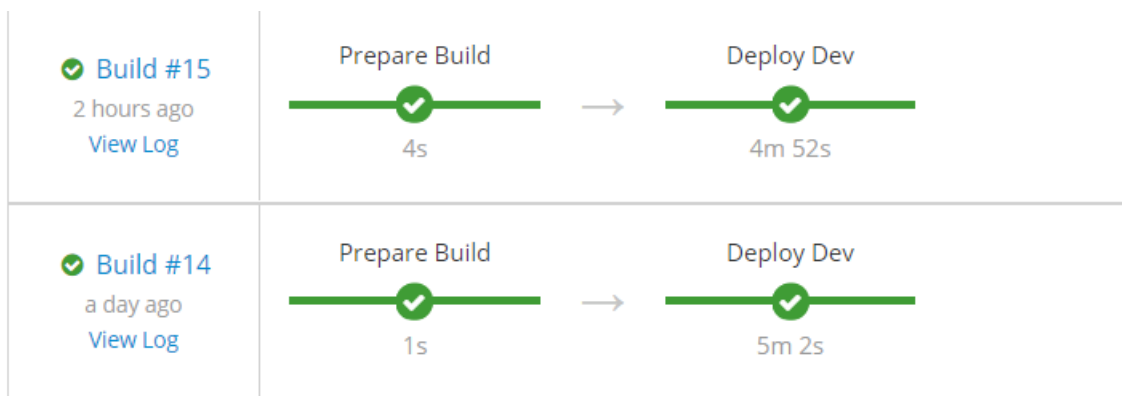 Build #15
2 hours ago
View Log
Prepare Build
4s
→
Deploy Dev
4m 52s
Build #14
a day ago
View Log
Prepare Build
1s
→
Deploy Dev
5m 2s